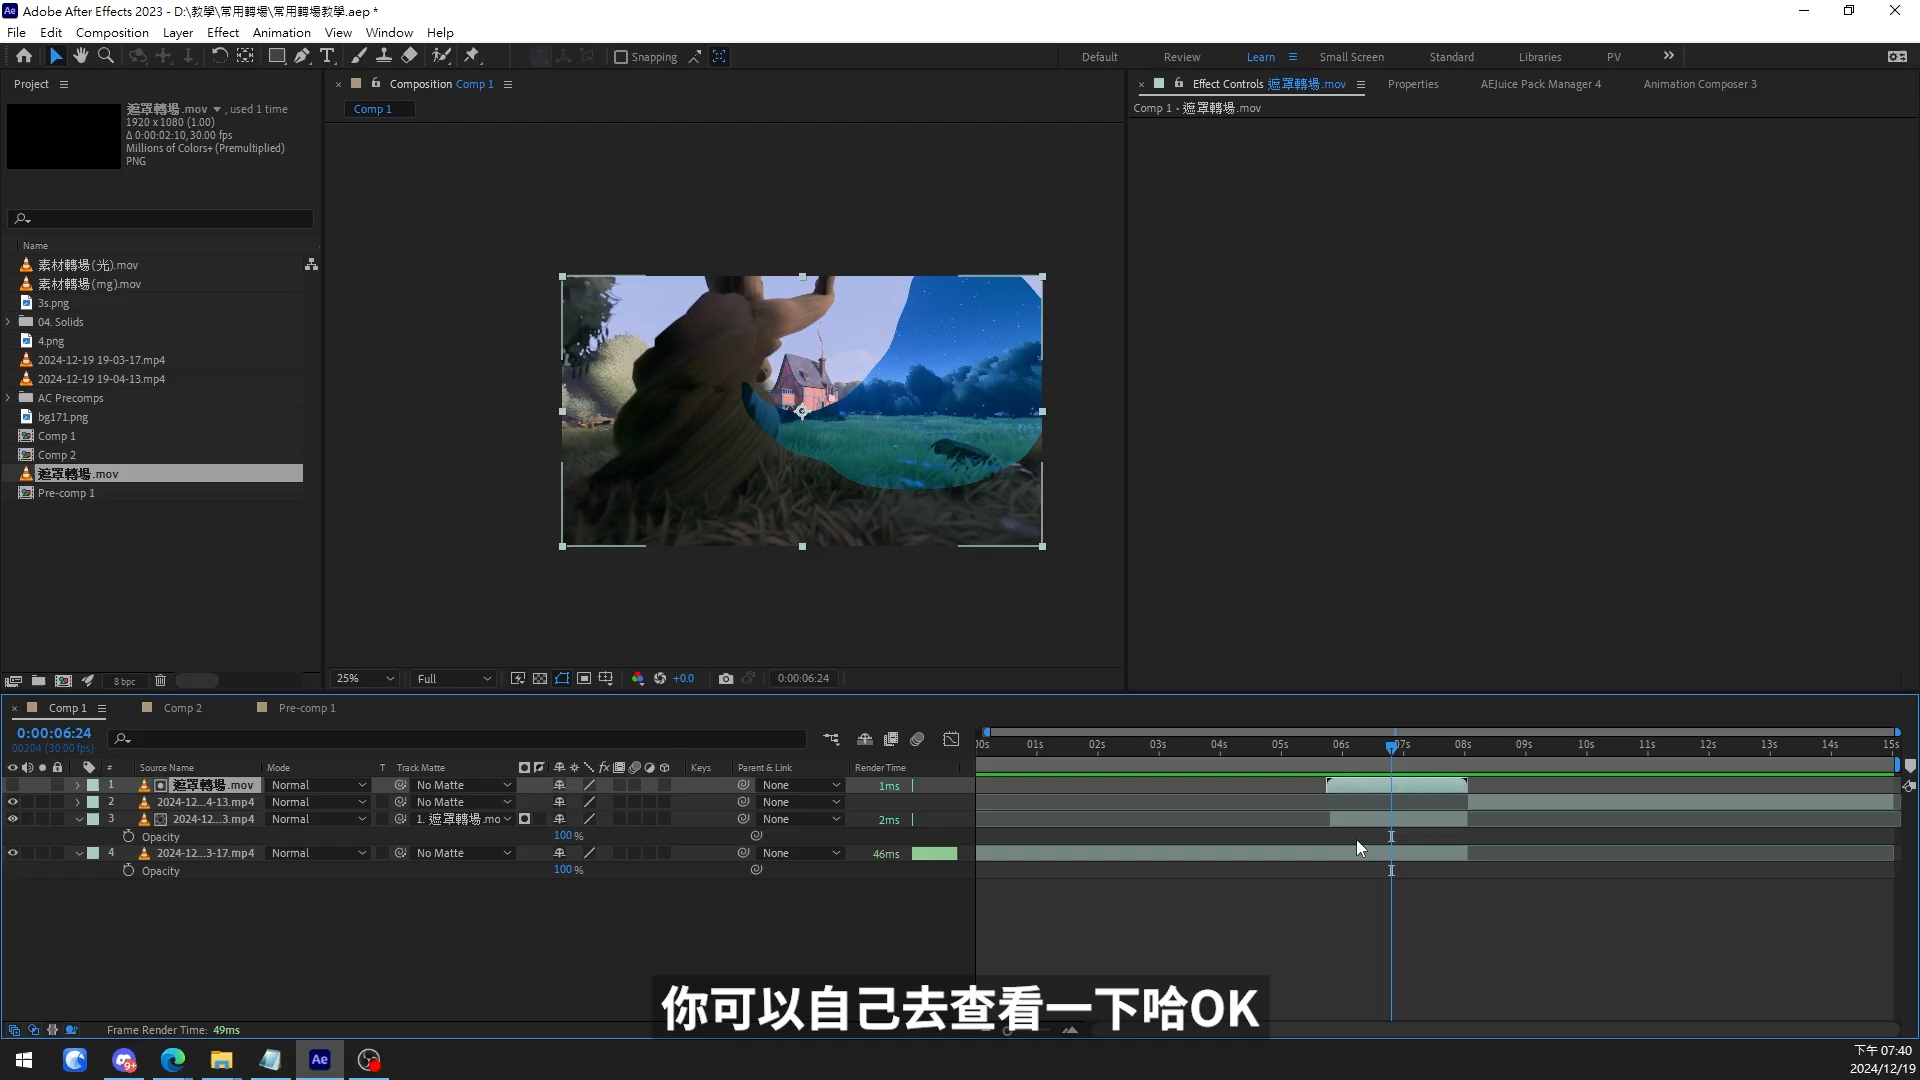 Adobe After Effects 2023 - D:\教學\常用轉場\常用轉場教學.aep *
File Edit Composition Layer Effect Animation View Window Help
Snapping
Default Review Learn Small Screen Standard Libraries PV
Project
遮罩轉場.mov , used 1 time
1920 x 1080 (1.00)
Δ 0:00:02:10, 30.00 fps
Millions of Colors+ (Premultiplied)
PNG
Name
素材轉場(光).mov
素材轉場(mg).mov
3s.png
04. Solids
4.png
2024-12-19 19-03-17.mp4
2024-12-19 19-04-13.mp4
AC Precomps
bg171.png
Comp 1
Comp 2
遮罩轉場.mov
Pre-comp 1
8 bpc
Composition Comp 1
Comp 1
25% Full +0.0 0:00:06:24
Effect Controls 遮罩轉場.mov Properties AEJuice Pack Manager 4 Animation Composer 3
Comp 1 • 遮罩轉場.mov
Comp 1 Comp 2 Pre-comp 1
0:00:06:24
00204 (30.00 fps)
# Source Name Mode T Track Matte Keys Parent & Link Render Time
1 遮罩轉場.mov Normal No Matte None 1ms
2 2024-12...4-13.mp4 Normal No Matte None
3 2024-12...3.mp4 Normal 1. 遮罩轉場.mo None 2ms
Opacity 100 %
4 2024-12...3-17.mp4 Normal No Matte None 46ms
Opacity 100 %
00s 01s 02s 03s 04s 05s 06s 07s 08s 09s 10s 11s 12s 13s 14s 15s
Frame Render Time: 49ms
你可以自己去查看一下哈OK
9+
Ae
下午 07:40
2024/12/19